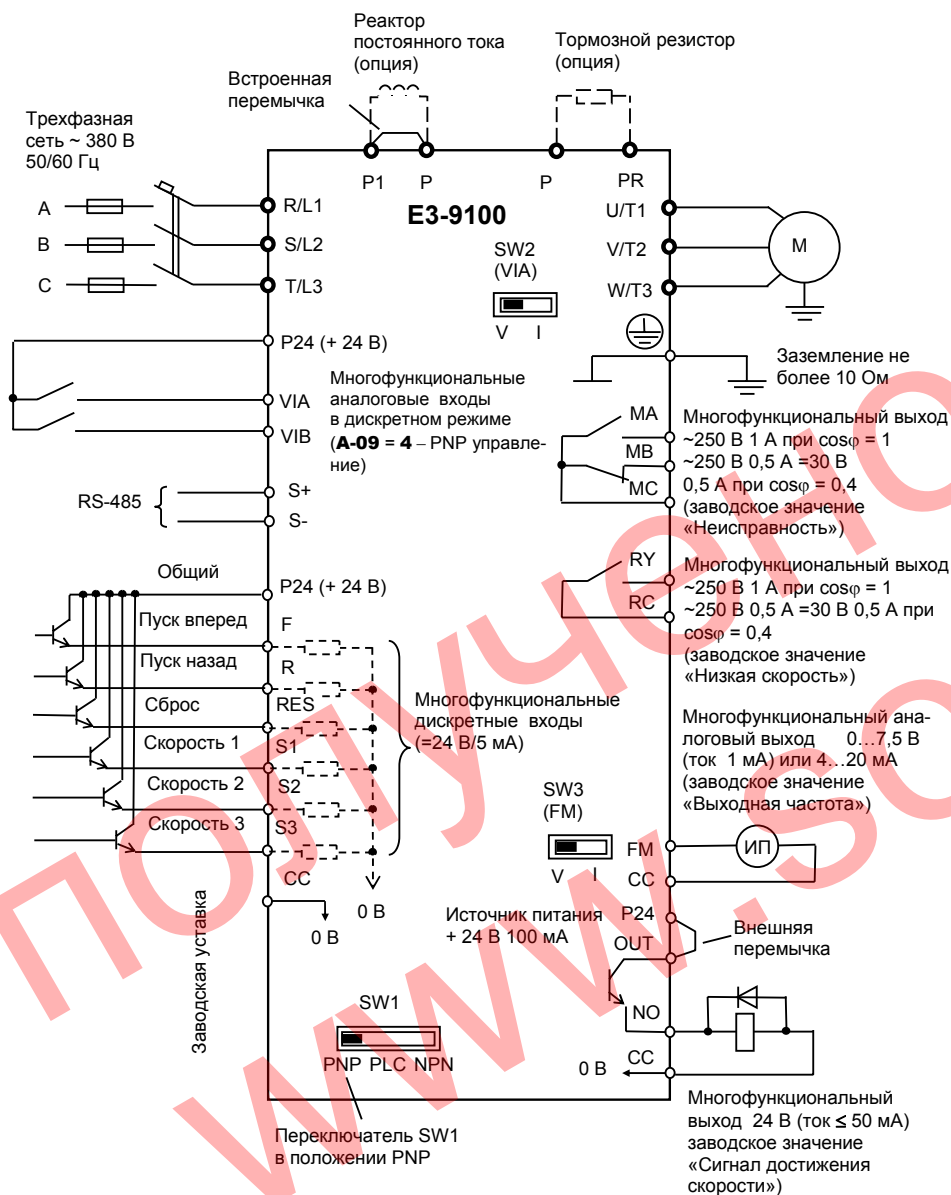 Реактор
постоянного тока
(опция)
Тормозной резистор
(опция)
Встроенная
перемычка
Трехфазная
сеть ~ 380 В
50/60 Гц
P1
P
P
PR
E3-9100
A
R/L1
B
S/L2
C
T/L3
U/T1
V/T2
W/T3
M
SW2
(VIA)
V I
P24 (+ 24 В)
VIA
VIB
Многофункциональные
аналоговые входы
в дискретном режиме
(A-09 = 4 – PNP управле-
ние)
Заземление не
более 10 Ом
RS-485
S+
S-
MA
MB
MC
Многофункциональный выход
~250 В 1 А при cosφ = 1
~250 В 0,5 А =30 В
0,5 А при cosφ = 0,4
(заводское значение
«Неисправность»)
RY
RC
Многофункциональный выход
~250 В 1 А при cosφ = 1
~250 В 0,5 А =30 В 0,5 А при
cosφ = 0,4
(заводское значение
«Низкая скорость»)
Общий
P24 (+ 24 В)
Пуск вперед
F
Пуск назад
R
Сброс
RES
Скорость 1
S1
Скорость 2
S2
Скорость 3
S3
CC
0 В
0 В
Многофункциональные
дискретные входы
(=24 В/5 мА)
Многофункциональный ана-
логовый выход 0…7,5 В
(ток 1 мА) или 4…20 мА
(заводское значение
«Выходная частота»)
SW3
(FM)
V I
FM
CC
ИП
Источник питания
+ 24 В 100 мА
P24
OUT
Внешняя
перемычка
NO
CC
0 В
Заводская уставка
SW1
PNP PLC NPN
Переключатель SW1
в положении PNP
Многофункциональный
выход 24 В (ток ≤ 50 мА)
заводское значение
«Сигнал достижения
скорости»)
получено
www.so